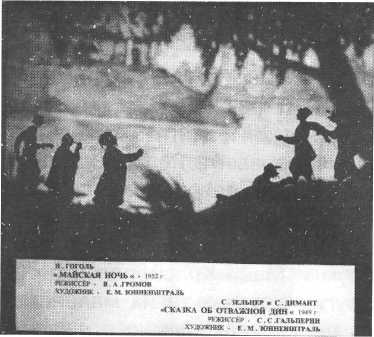 Н. ГОГОЛЬ
«МАЙСКАЯ НОЧЬ« - 1952 г
РЕЖИССЕР - В.А.ГРОМОВ
ХУДОЖНИК - Е.М.ЮННЕНШТРАЛЬ
С. ЗЕЛЬЦЕР и С. ДИМАНТ
«СКАЗКА ОБ ОТВАЖНОЙ ДИН« 1949 г
РЕЖИССЕР - С.С.ГАЛЬПЕРИН
ХУДОЖНИК - Е.М.ЮННЕНШТРАЛЬ